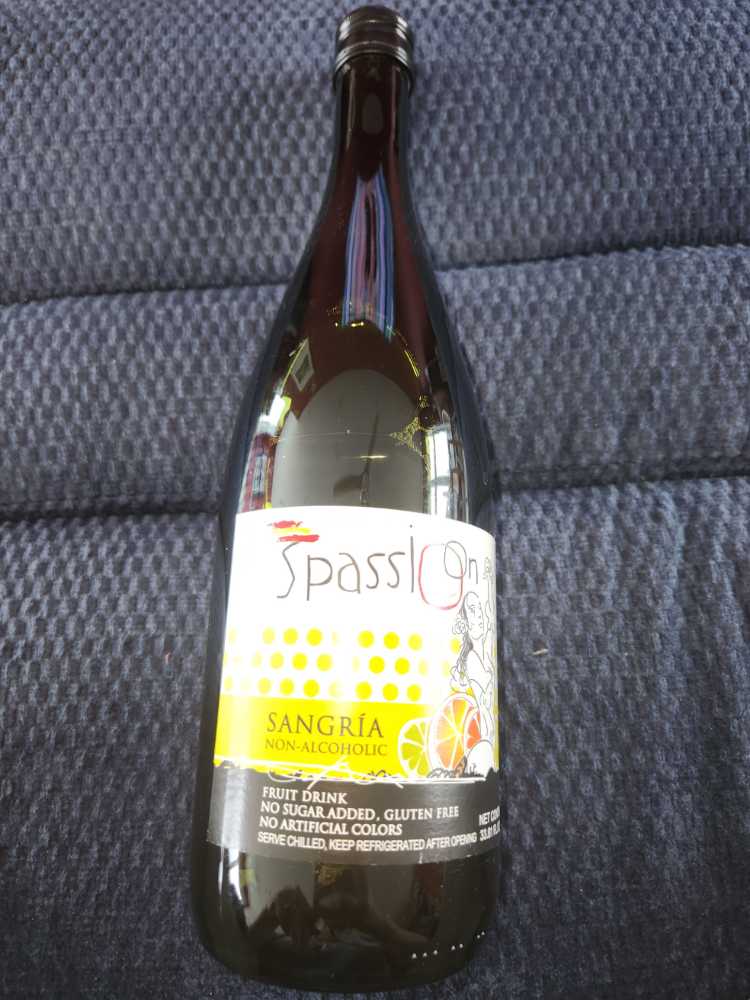 Spassion
SANGRÍA
NON-ALCOHOLIC
FRUIT DRINK
NO SUGAR ADDED, GLUTEN FREE
NO ARTIFICIAL COLORS
SERVE CHILLED, KEEP REFRIGERATED AFTER OPENING
NET